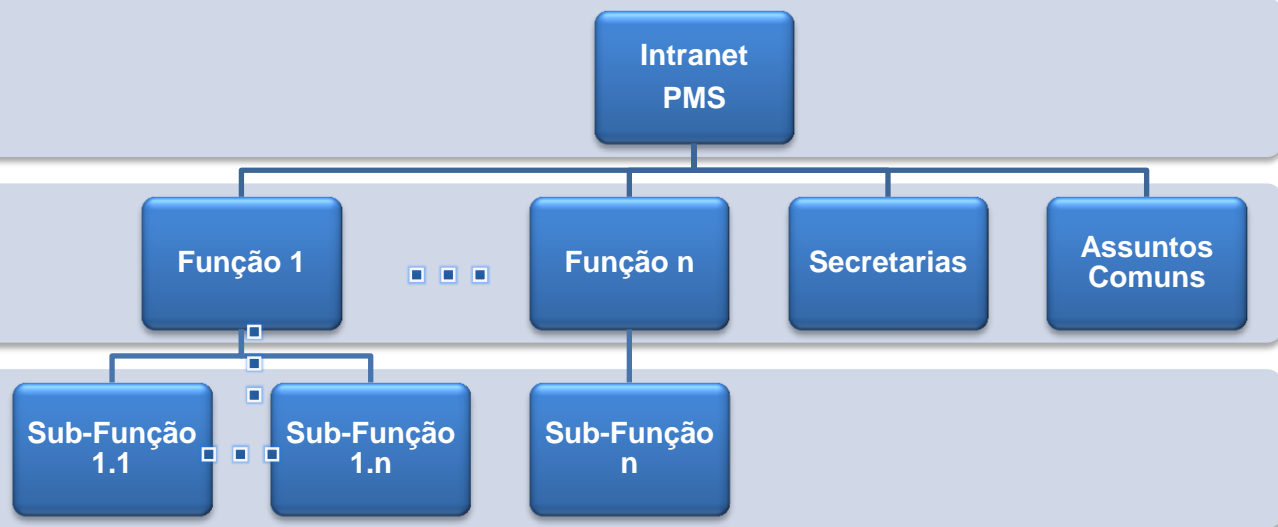 Intranet
PMS
Função 1
Função n
Secretarias
Assuntos
Comuns
Sub-Função
1.1
Sub-Função
1.n
Sub-Função
n